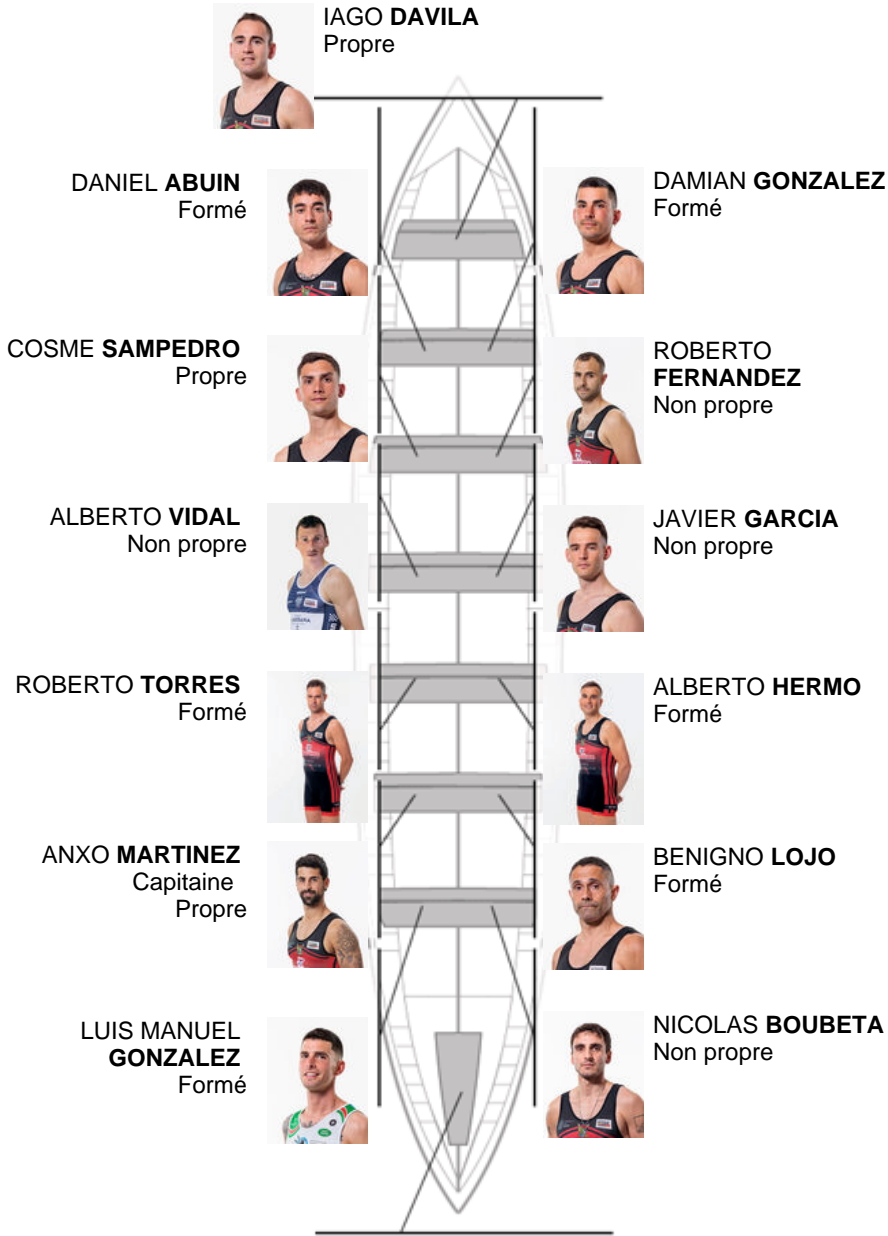 IAGO DAVILA
Propre
DANIEL ABUIN
Formé
DAMIAN GONZALEZ
Formé
COSME SAMPEDRO
Propre
ROBERTO
FERNANDEZ
Non propre
ALBERTO VIDAL
Non propre
JAVIER GARCIA
Non propre
ROBERTO TORRES
Formé
ALBERTO HERMO
Formé
ANXO MARTINEZ
Capitaine
Propre
BENIGNO LOJO
Formé
LUIS MANUEL
GONZALEZ
Formé
NICOLAS BOUBETA
Non propre